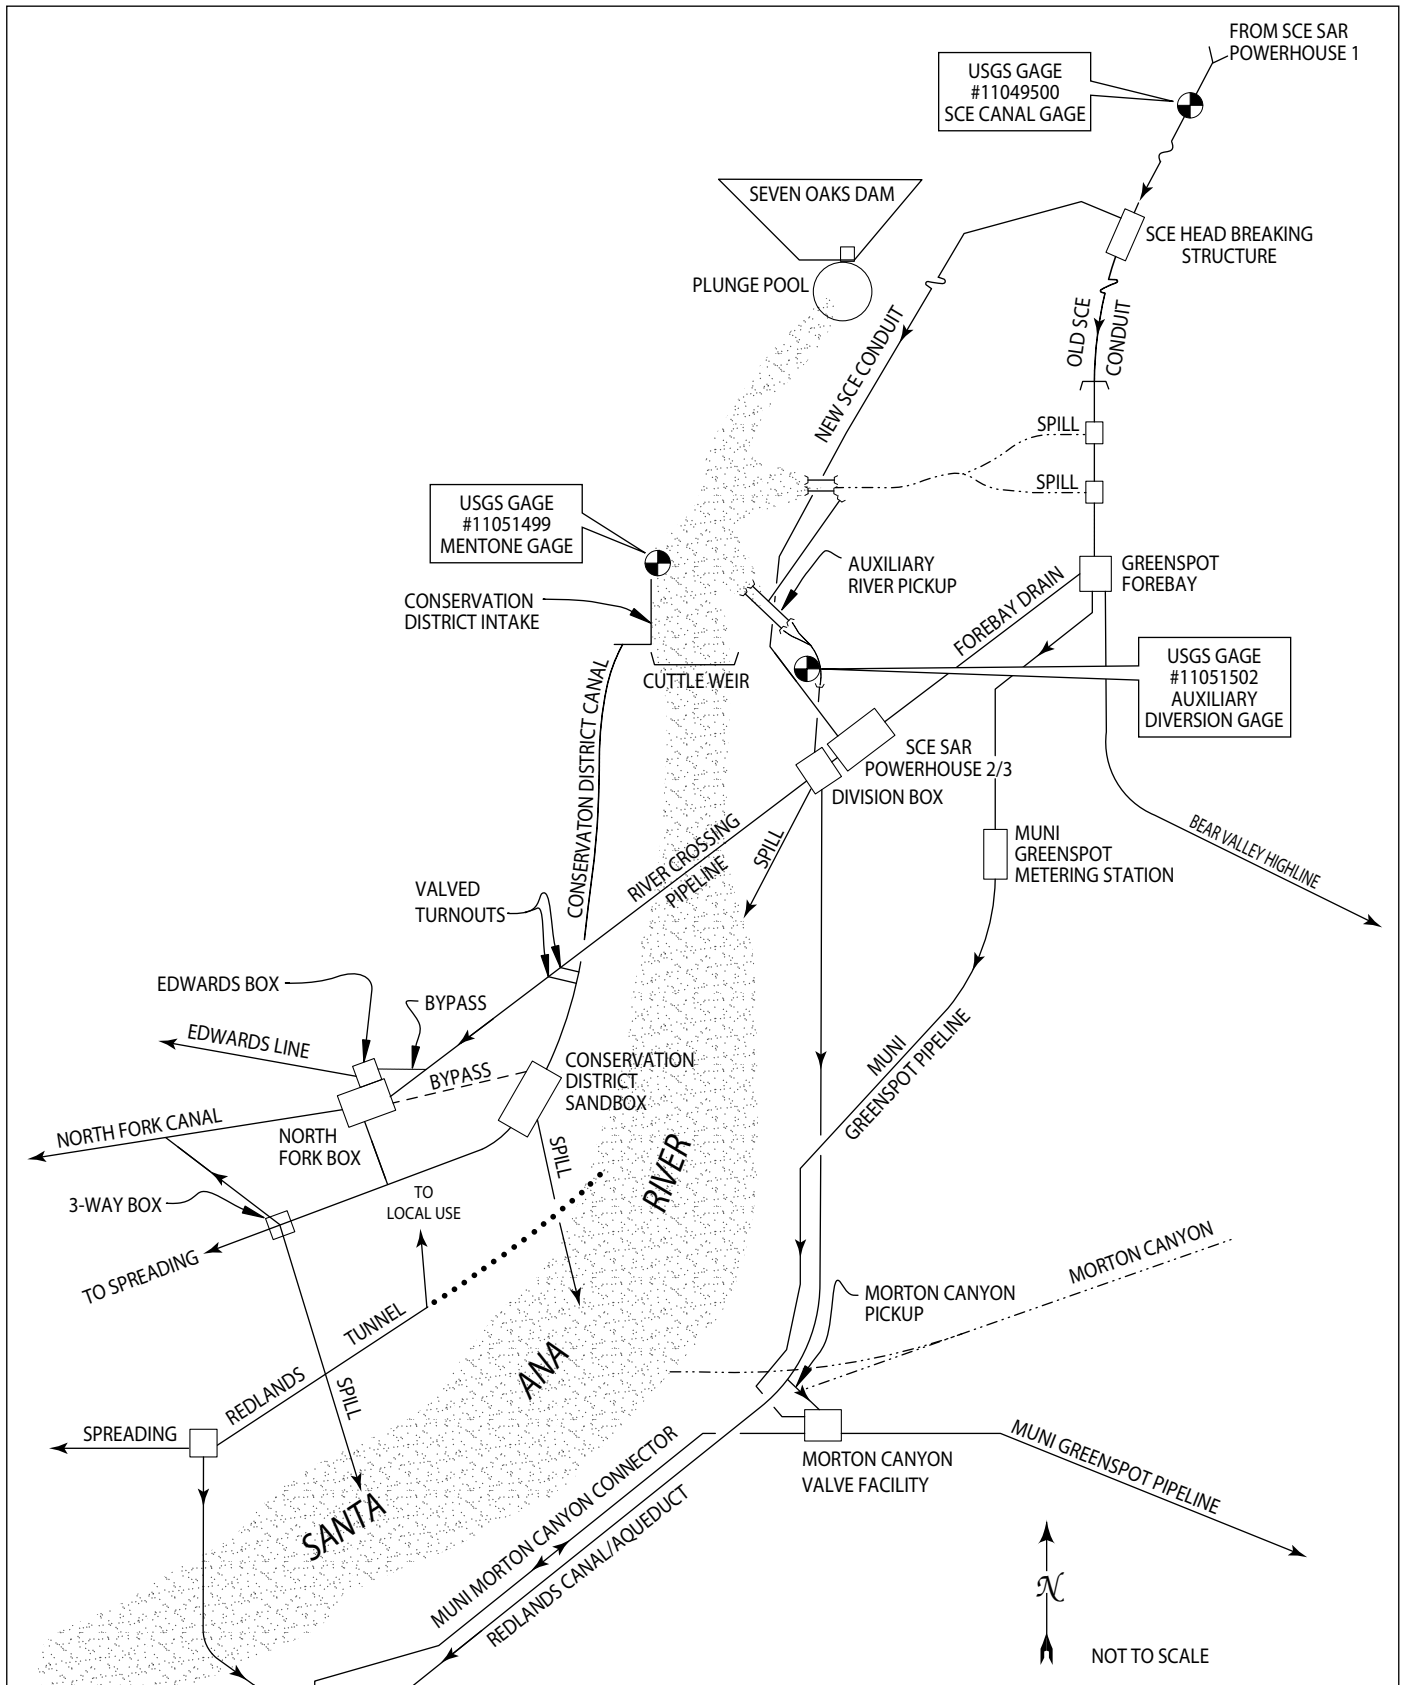 FROM SCE SAR
POWERHOUSE 1
USGS GAGE
#11049500
SCE CANAL GAGE
SEVEN OAKS DAM
SCE HEAD BREAKING
STRUCTURE
PLUNGE POOL
OLD SCE
CONDUIT
NEW SCE CONDUIT
SPILL
SPILL
USGS GAGE
#11051499
MENTONE GAGE
AUXILIARY
RIVER PICKUP
GREENSPOT
FOREBAY
FOREBAY DRAIN
CONSERVATION
DISTRICT INTAKE
USGS GAGE
#11051502
AUXILIARY
DIVERSION GAGE
CUTTLE WEIR
CONSERVATON DISTRICT CANAL
SCE SAR
POWERHOUSE 2/3
DIVISION BOX
RIVER CROSSING
PIPELINE
SPILL
MUNI
GREENSPOT
METERING STATION
BEAR VALLEY HIGHLINE
VALVED
TURNOUTS
EDWARDS BOX
BYPASS
EDWARDS LINE
BYPASS
CONSERVATION
DISTRICT
SANDBOX
MUNI
GREENSPOT PIPELINE
NORTH FORK CANAL
NORTH
FORK BOX
SPILL
RIVER
3-WAY BOX
TO
LOCAL USE
TO SPREADING
MORTON CANYON
MORTON CANYON
PICKUP
TUNNEL
REDLANDS
SPILL
ANA
SPREADING
MUNI GREENSPOT PIPELINE
MORTON CANYON
VALVE FACILITY
SANTA
MUNI MORTON CANYON CONNECTOR
REDLANDS CANAL/AQUEDUCT
N
NOT TO SCALE